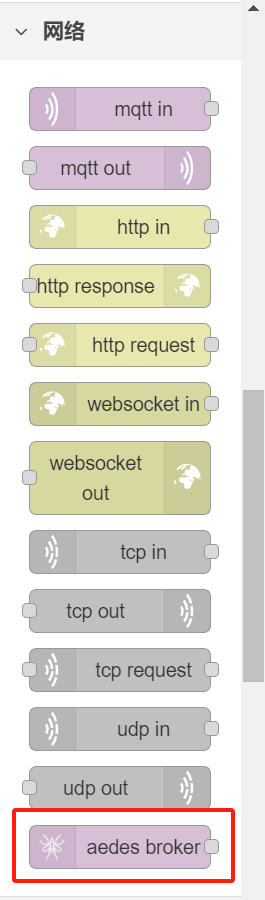 网络
mqtt in
mqtt out
http in
http response
http request
websocket in
websocket
out
tcp in
tcp out
tcp request
udp in
udp out
aedes broker